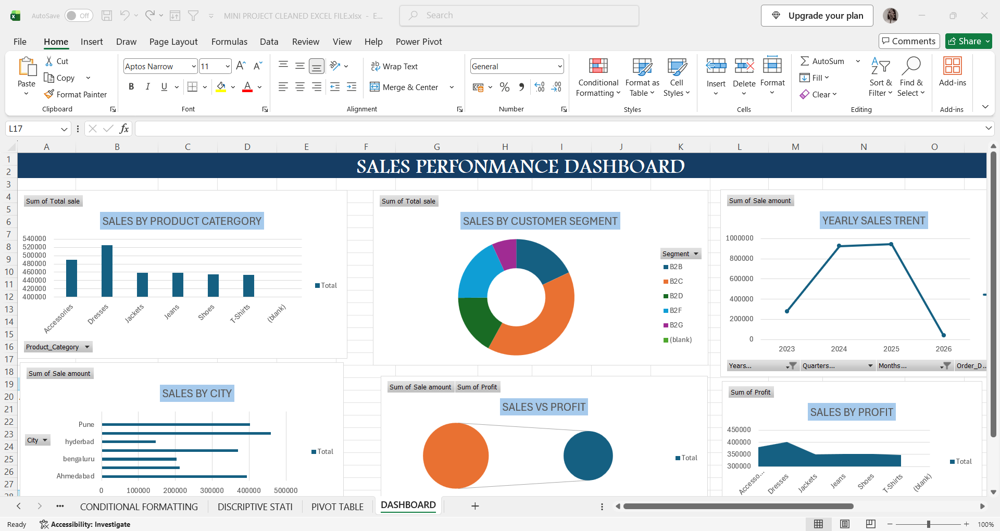 AutoSave Off MINI PROJECT CLEANED EXCEL FILE.xlsx - E... Search Upgrade your plan
File Home Insert Draw Page Layout Formulas Data Review View Help Power Pivot Comments Share
Paste Cut Copy Format Painter Clipboard
Aptos Narrow 11 B I U A Font
Wrap Text Merge & Center Alignment
General % Number
Conditional Formatting Format as Table Cell Styles Styles
Insert Delete Format Cells
AutoSum Fill Clear Sort & Filter Find & Select Editing
Add-ins Add-ins
L17 fx
A B C D E F G H I J K L M N O
1
2
3
4
5
6
7
8
9
10
11
12
13
14
15
16
17
18
19
20
21
22
23
24
25
26
27
28
SALES PERFONMANCE DASHBOARD
Sum of Total sale
SALES BY PRODUCT CATERGORY
540000
520000
500000
480000
460000
440000
420000
400000
Total
Accessories Dresses Jackets Jeans Shoes T-Shirts (blank)
Product_Category
Sum of Total sale
SALES BY CUSTOMER SEGMENT
Segment
B2B
B2C
B2D
B2F
B2G
(blank)
Sum of Sale amount
YEARLY SALES TRENT
1000000
800000
600000
400000
200000
0
2023 2024 2025 2026
Years... Quarters... Months... Order_D...
Sum of Sale amount
SALES BY CITY
City
Pune
hyderbad
bengaluru
Ahmedabad
0 100000 200000 300000 400000 500000
Total
Sum of Sale amount Sum of Profit
SALES VS PROFIT
Total
Sum of Profit
SALES BY PROFIT
450000
400000
350000
300000
Total
Accesso... Dresses Jackets Jeans Shoes T-Shirts (blank)
CONDITIONAL FORMATTING DISCRIPTIVE STATI PIVOT TABLE DASHBOARD
Ready Accessibility: Investigate 100%